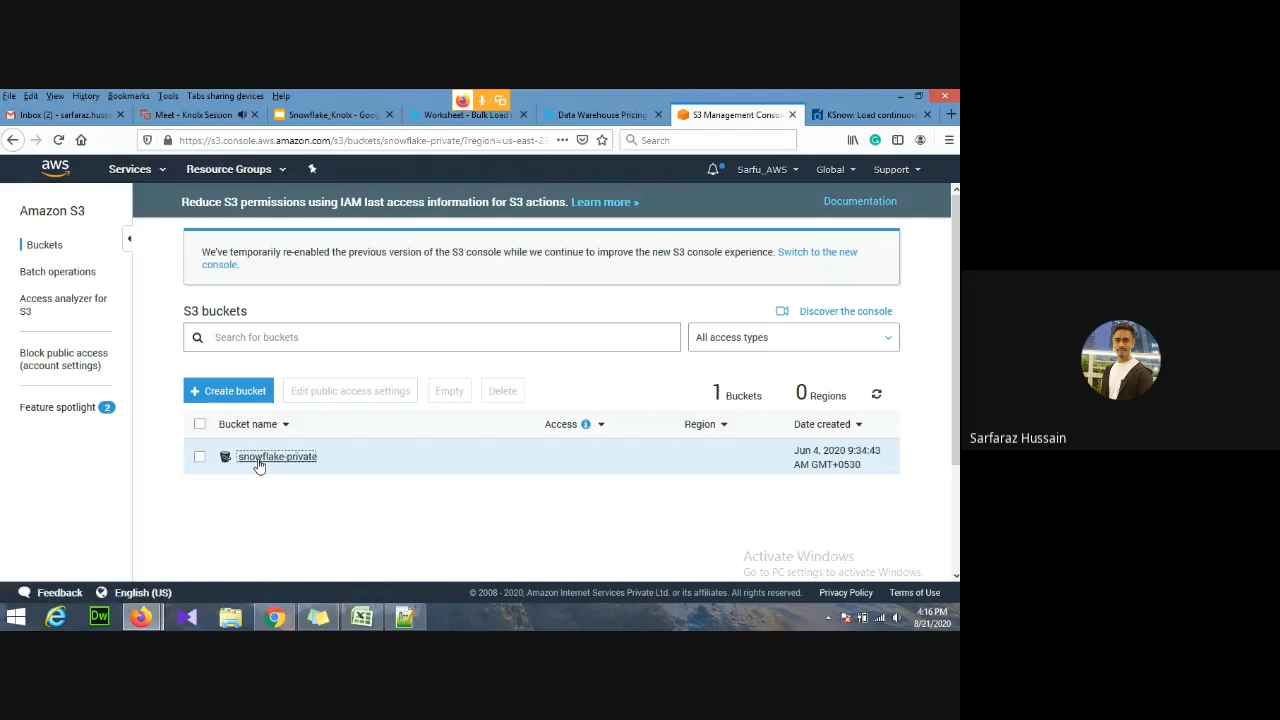 File Edit View History Bookmarks Tools Tabs sharing devices Help
Inbox (2) - sarfaraz.huss
Meet - Knolx Session
Snowflake_Knolx - Goog
Worksheet - Bulk Load
Data Warehouse Pricing
S3 Management Console
KSnow: Load continuou
https://s3.console.aws.amazon.com/s3/buckets/snowflake-private/?region=us-east-2
Search
aws
Services
Resource Groups
Sarfu_AWS
Global
Support
Amazon S3
Buckets
Batch operations
Access analyzer for
S3
Block public access
(account settings)
Feature spotlight 2
Reduce S3 permissions using IAM last access information for S3 actions. Learn more »
Documentation
We've temporarily re-enabled the previous version of the S3 console while we continue to improve the new S3 console experience. Switch to the new
console.
S3 buckets
Discover the console
Search for buckets
All access types
+ Create bucket
Edit public access settings
Empty
Delete
1 Buckets
0 Regions
Bucket name
Access
Region
Date created
snowflake-private
Jun 4, 2020 9:34:43
AM GMT+0530
Activate Windows
Go to PC settings to activate Windows.
Feedback
English (US)
© 2008 - 2020, Amazon Internet Services Private Ltd. or its affiliates. All rights reserved.
Privacy Policy
Terms of Use
Dw
4:16 PM
8/21/2020
Sarfaraz Hussain